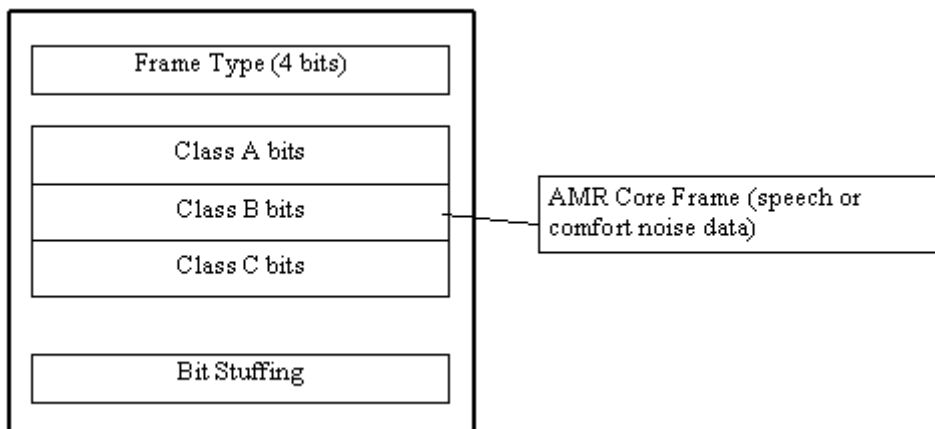 Frame Type (4 bits)
Class A bits
Class B bits
Class C bits
AMR Core Frame (speech or
comfort noise data)
Bit Stuffing